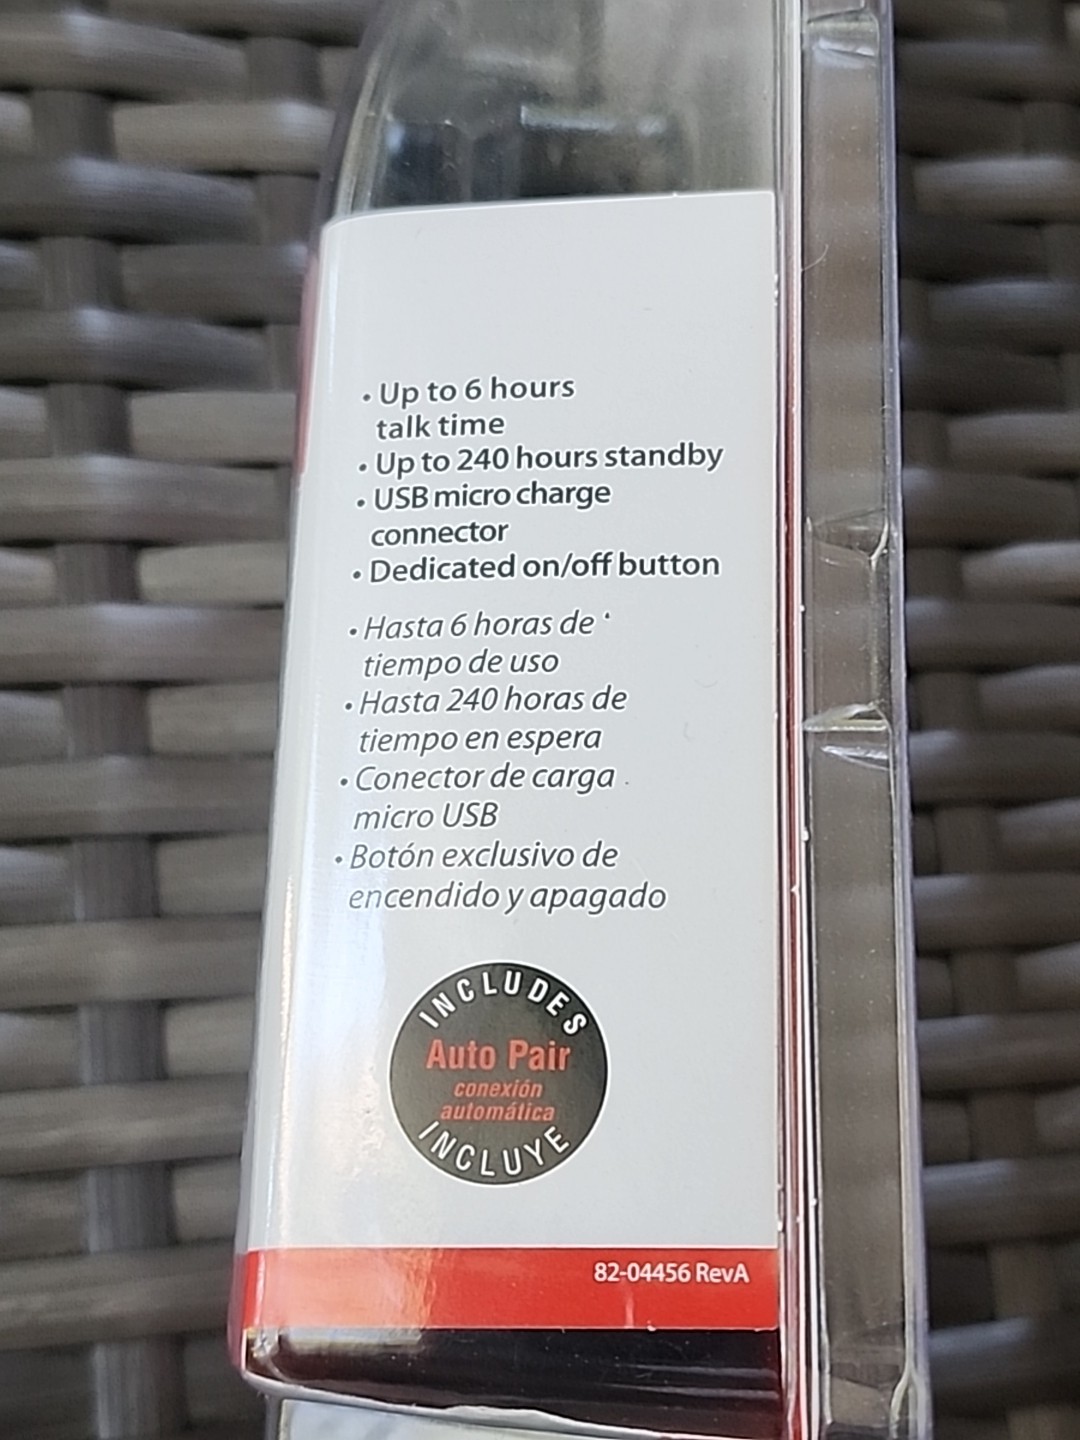 • Up to 6 hours
talk time
• Up to 240 hours standby
• USB micro charge
connector
• Dedicated on/off button
• Hasta 6 horas de
tiempo de uso
• Hasta 240 horas de
tiempo en espera
• Conector de carga
micro USB
• Botón exclusivo de
encendido y apagado
INCLUDES
Auto Pair
conexión
automática
INCLUYE
82-04456 RevA